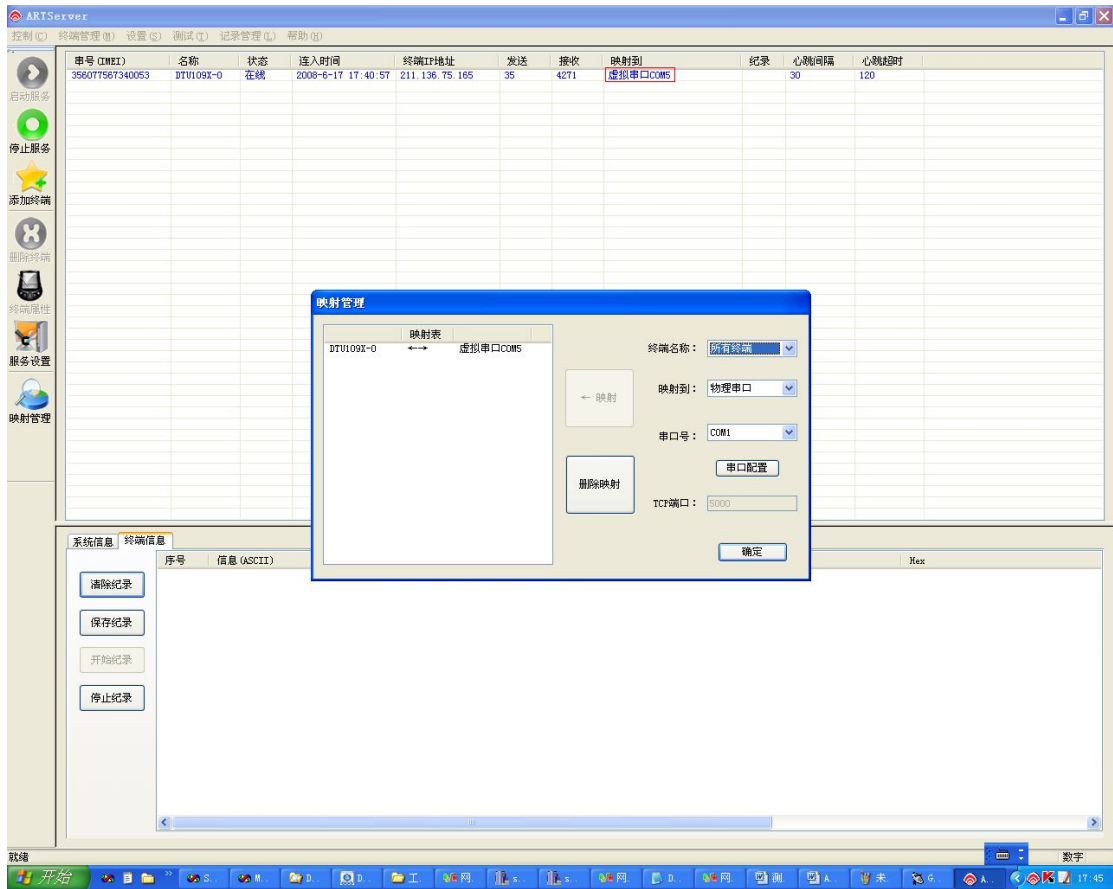 ARTServer
控制(C) 终端管理(M) 设置(S) 测试(T) 记录管理(L) 帮助(H)
串号(IMEI) 名称 状态 连入时间 终端IP地址 发送 接收 映射到 纪录 心跳间隔 心跳超时
356077567340053 DTU109X-0 在线 2008-6-17 17:40:57 211.136.75.165 35 4271 虚拟串口COM5 30 120
启动服务
停止服务
添加终端
删除终端
终端属性
服务设置
映射管理
映射管理
映射表
DTU109X-0 ←→ 虚拟串口COM5
终端名称： 所有终端
← 映射
映射到： 物理串口
串口号： COM1
串口配置
删除映射
TCP端口： 5000
确定
系统信息 终端信息
序号 信息(ASCII) Hex
清除纪录
保存纪录
开始纪录
停止纪录
就绪 数字
开始 S.. M.. D.. D.. 工.. 网.. s.. s.. 网.. D.. 网.. 测.. A.. 未.. G.. A.. 17:45